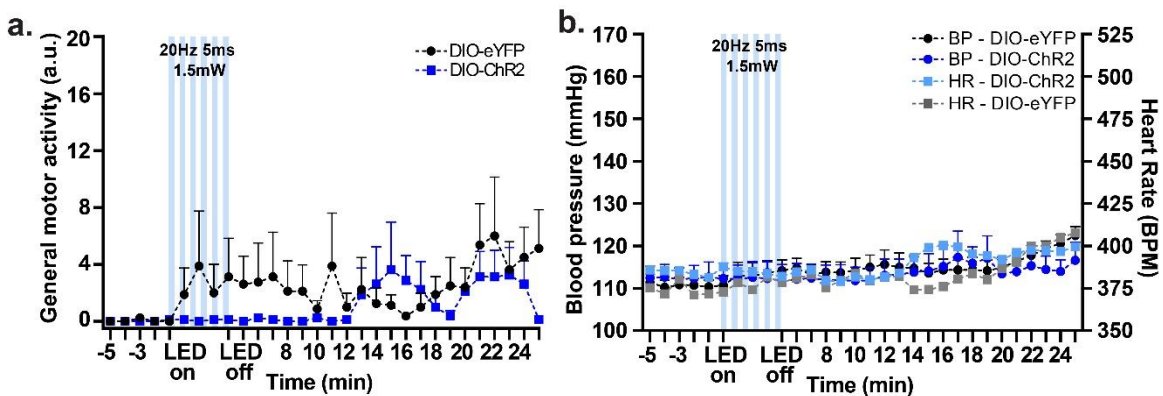 a.
General motor activity (a.u.)
20
16
12
8
4
0
20Hz 5ms
1.5mW
DIO-eYFP
DIO-ChR2
-5 -3 LED on LED off 8 10 12 14 16 18 20 22 24
Time (min)
b.
Blood pressure (mmHg)
170
160
150
140
130
120
110
100
20Hz 5ms
1.5mW
BP - DIO-eYFP
BP - DIO-ChR2
HR - DIO-ChR2
HR - DIO-eYFP
525
500
475
450
425
400
375
350
Heart Rate (BPM)
-5 -3 LED on LED off 8 10 12 14 16 18 20 22 24
Time (min)